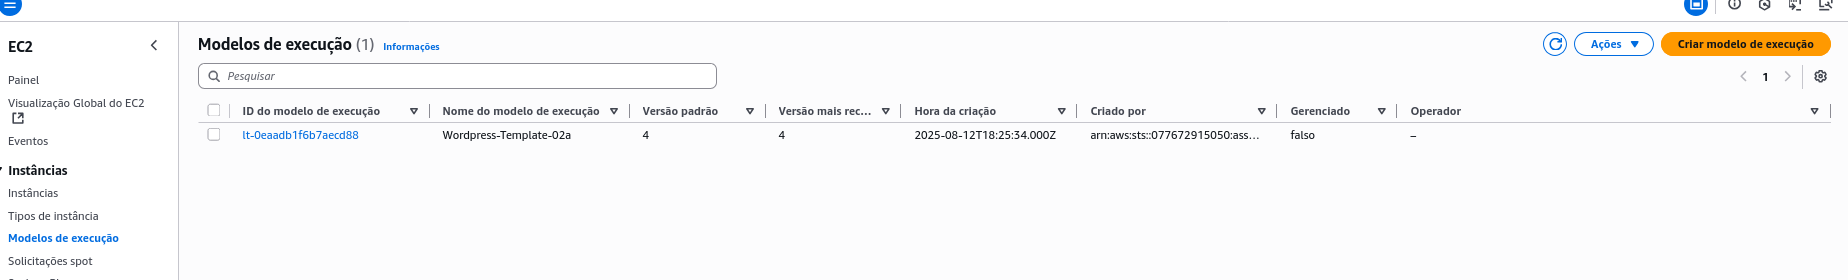 EC2
Painel
Visualização Global do EC2
Eventos
Instâncias
Instâncias
Tipos de instância
Modelos de execução
Solicitações spot
Modelos de execução (1) Informações
Ações
Criar modelo de execução
Pesquisar
1
ID do modelo de execução Nome do modelo de execução Versão padrão Versão mais rec... Hora da criação Criado por Gerenciado Operador
lt-0eaadb1f6b7aecd88 Wordpress-Template-02a 4 4 2025-08-12T18:25:34.000Z arn:aws:sts::077672915050:ass... falso –